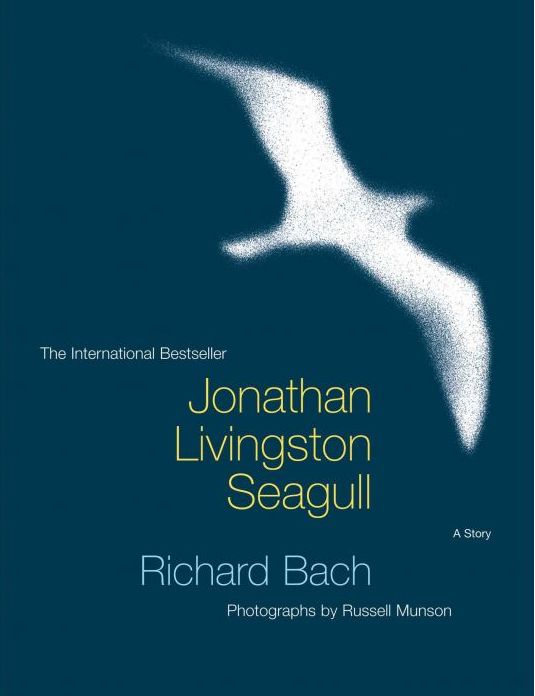 The International Bestseller
Jonathan
Livingston
Seagull
A Story
Richard Bach
Photographs by Russell Munson